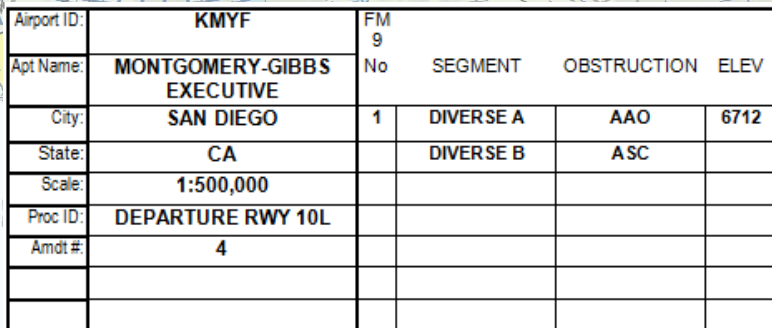 Airport ID: KMYF FM
9
Apt Name: MONTGOMERY-GIBBS No SEGMENT OBSTRUCTION ELEV
EXECUTIVE
City: SAN DIEGO 1 DIVERSE A AAO 6712
State: CA DIVERSE B ASC
Scale: 1:500,000
Proc ID: DEPARTURE RWY 10L
Amdt #: 4